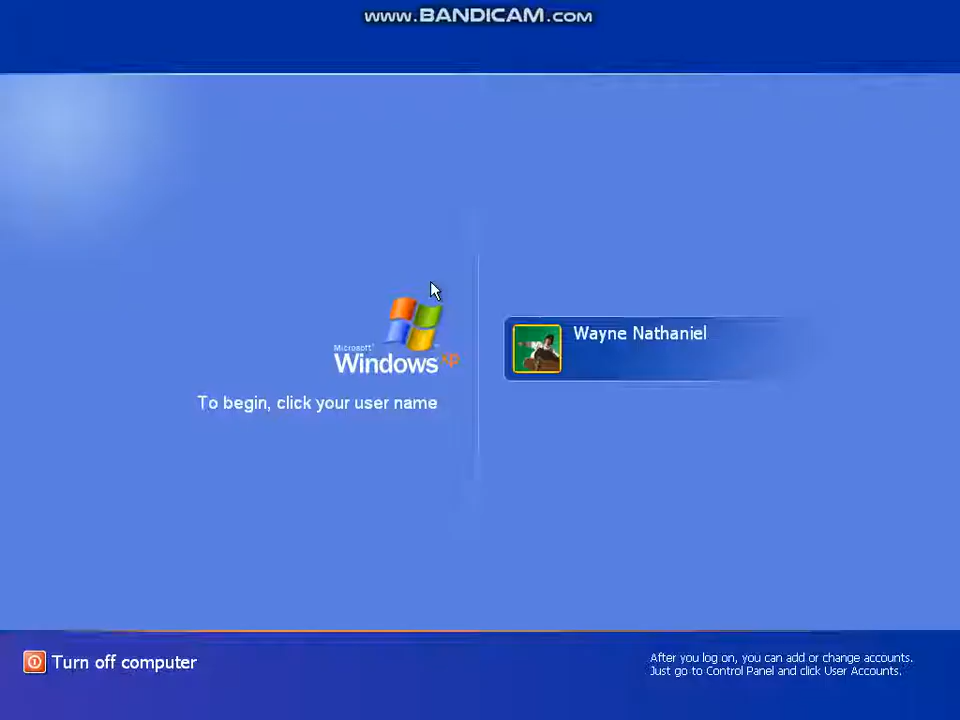 www.BANDICAM.com
Microsoft
Windows xp
To begin, click your user name
Wayne Nathaniel
Turn off computer
After you log on, you can add or change accounts.
Just go to Control Panel and click User Accounts.